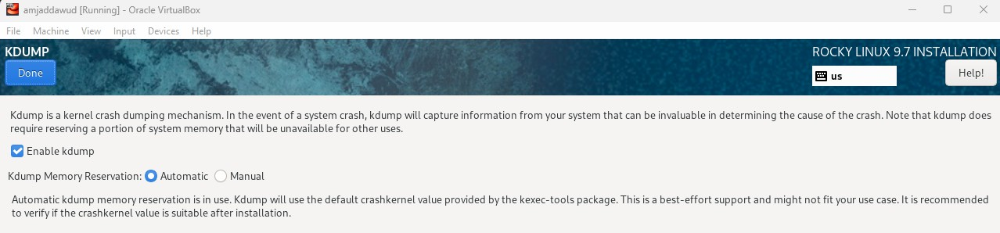 amjaddawud [Running] - Oracle VirtualBox
File Machine View Input Devices Help
KDUMP
ROCKY LINUX 9.7 INSTALLATION
Done
us
Help!
Kdump is a kernel crash dumping mechanism. In the event of a system crash, kdump will capture information from your system that can be invaluable in determining the cause of the crash. Note that kdump does
require reserving a portion of system memory that will be unavailable for other uses.
Enable kdump
Kdump Memory Reservation: Automatic Manual
Automatic kdump memory reservation is in use. Kdump will use the default crashkernel value provided by the kexec-tools package. This is a best-effort support and might not fit your use case. It is recommended
to verify if the crashkernel value is suitable after installation.